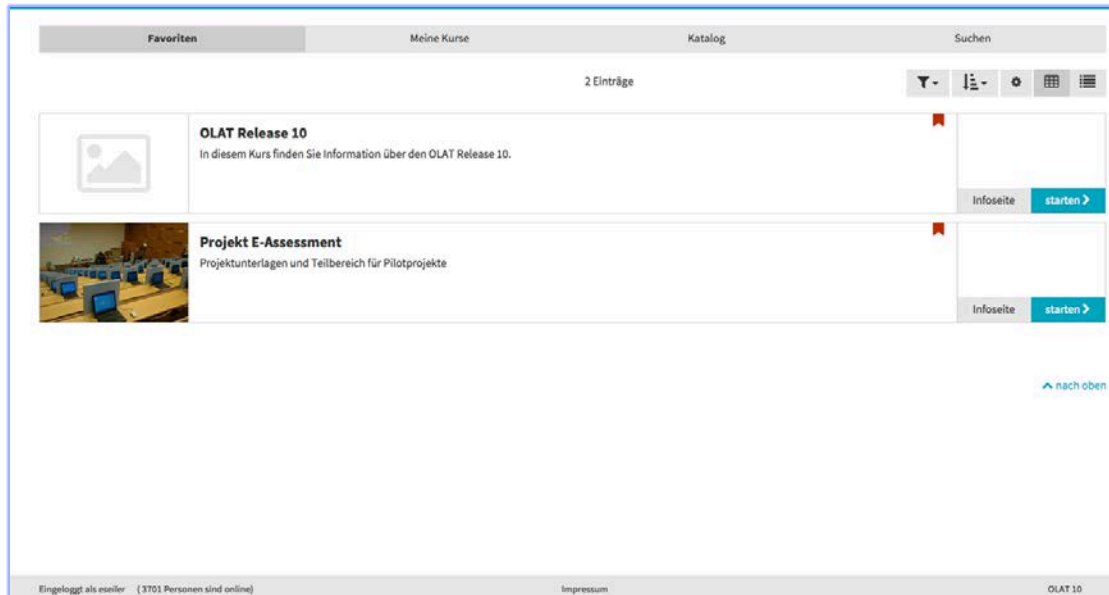 Favoriten Meine Kurse Katalog Suchen
2 Einträge
OLAT Release 10
In diesem Kurs finden Sie Information über den OLAT Release 10.
Infoseite starten
Projekt E-Assessment
Projektunterlagen und Teilbereich für Pilotprojekte
Infoseite starten
nach oben
Eingeloggt als eseiler (3701 Personen sind online) Impressum OLAT 10